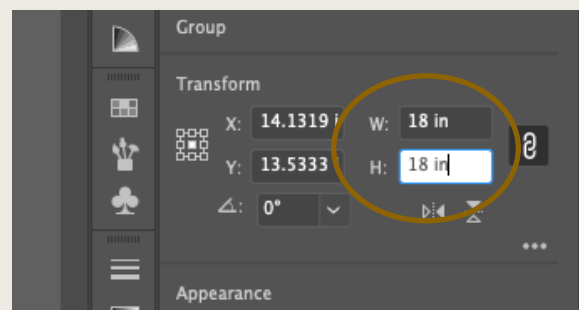 Group
Transform
X: 14.1319 i W: 18 in
Y: 13.5333 H: 18 in
0°
Appearance